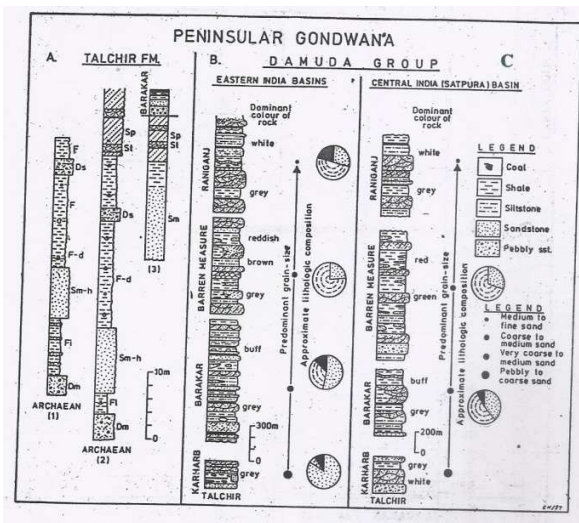 PENINSULAR GONDWANA
A.
TALCHIR FM.
B.
DAMUDA GROUP
C
EASTERN INDIA BASINS
CENTRAL INDIA (SATPURA) BASIN
BARAKAR
Sp
St
Sp
St
Sm
(3)
F
Ds
F
F-d
Sm-h
Fl
Dm
ARCHAEAN
(1)
Ds
F-d
Sm-h
Fl
Dm
ARCHAEAN
(2)
10m
0
Dominant
colour of
rock
RANIGANJ
white
grey
BARREN MEASURE
reddish
brown
grey
BARAKAR
buff
grey
300m
0
KARHARB
grey
TALCHIR
Predominant grain-size
Approximate lithologic composition
Dominant
colour of
rock
RANIGANJ
white
grey
BARREN MEASURE
red
green
BARAKAR
buff
grey
200m
0
KARHARB
grey
white
TALCHIR
Predominant grain-size
Approximate lithologic composition
LEGEND
Coal
Shale
Siltstone
Sandstone
Pebbly sst.
LEGEND
Medium to
fine sand
Coarse to
medium sand
Very coarse to
medium sand
Pebbly to
coarse sand